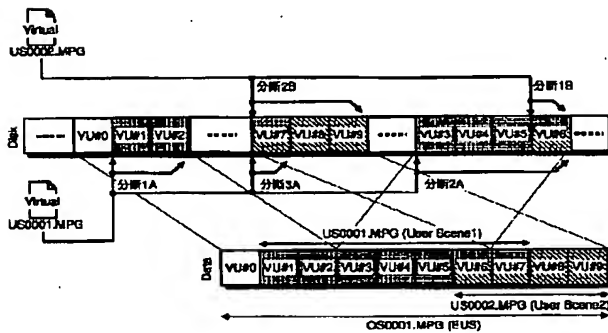 Virtual
US0002.MPG
分断2B
分断1B
Disk
VU#0
VU#1
VU#2
VU#7
VU#8
VU#9
VU#3
VU#4
VU#5
VU#6
分断1A
分断3A
分断2A
Virtual
US0001.MPG
US0001.MPG (User Scene1)
Data
VU#0
VU#1
VU#2
VU#3
VU#4
VU#5
VU#6
VU#7
VU#8
VU#9
US0002.MPG (User Scene2)
OS0001.MPG (EUS)